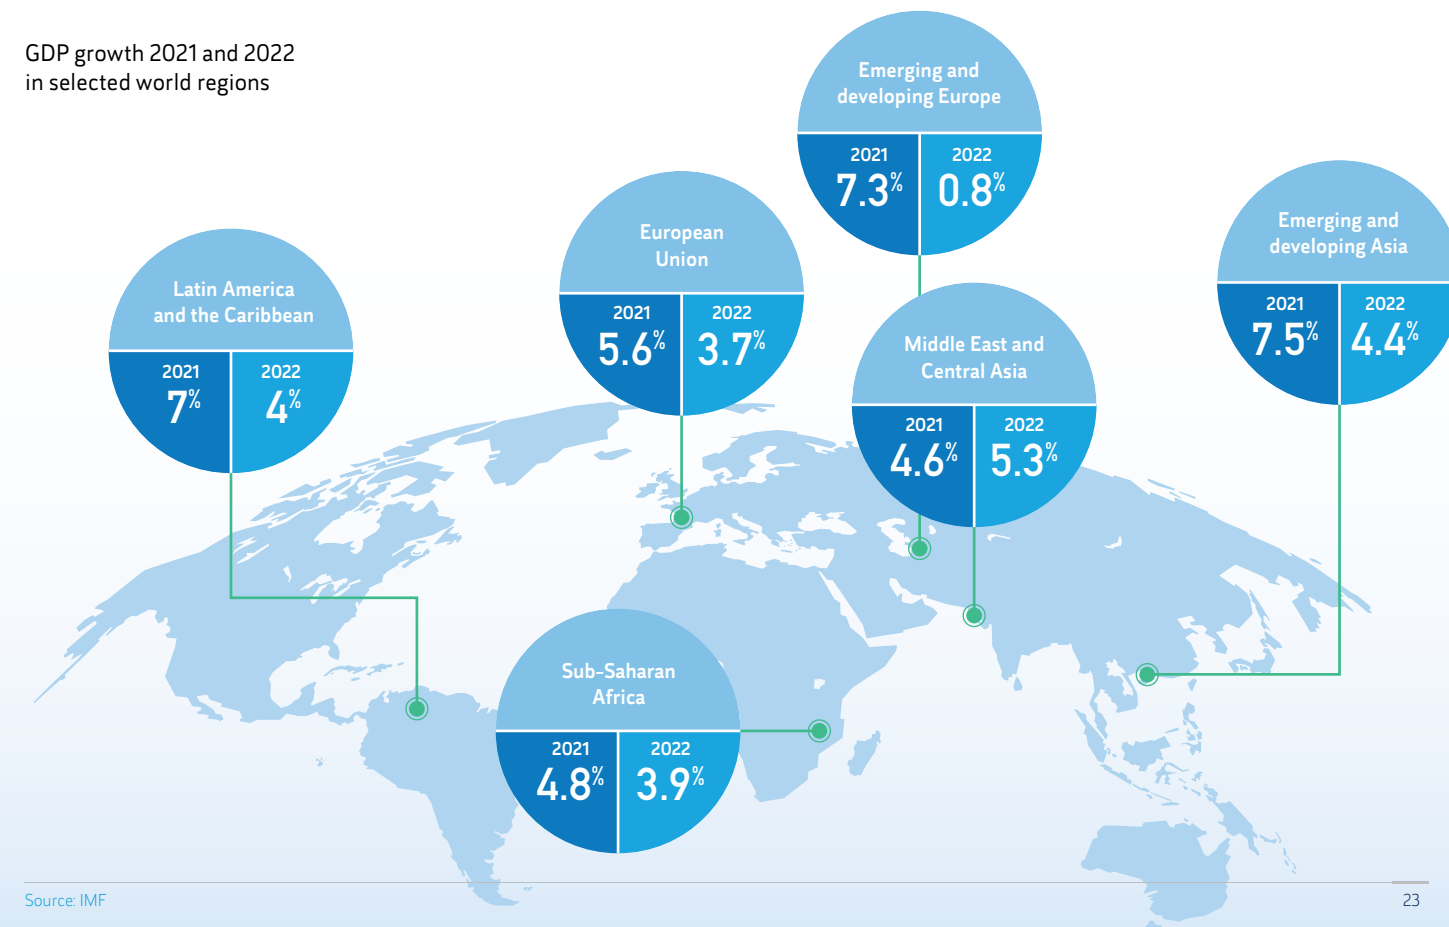 GDP growth 2021 and 2022
in selected world regions
Emerging and
developing Europe
2021 2022
7.3% 0.8%
European
Union
2021 2022
5.6% 3.7%
Emerging and
developing Asia
2021 2022
7.5% 4.4%
Latin America
and the Caribbean
2021 2022
7% 4%
Middle East and
Central Asia
2021 2022
4.6% 5.3%
Sub-Saharan
Africa
2021 2022
4.8% 3.9%
Source: IMF
23